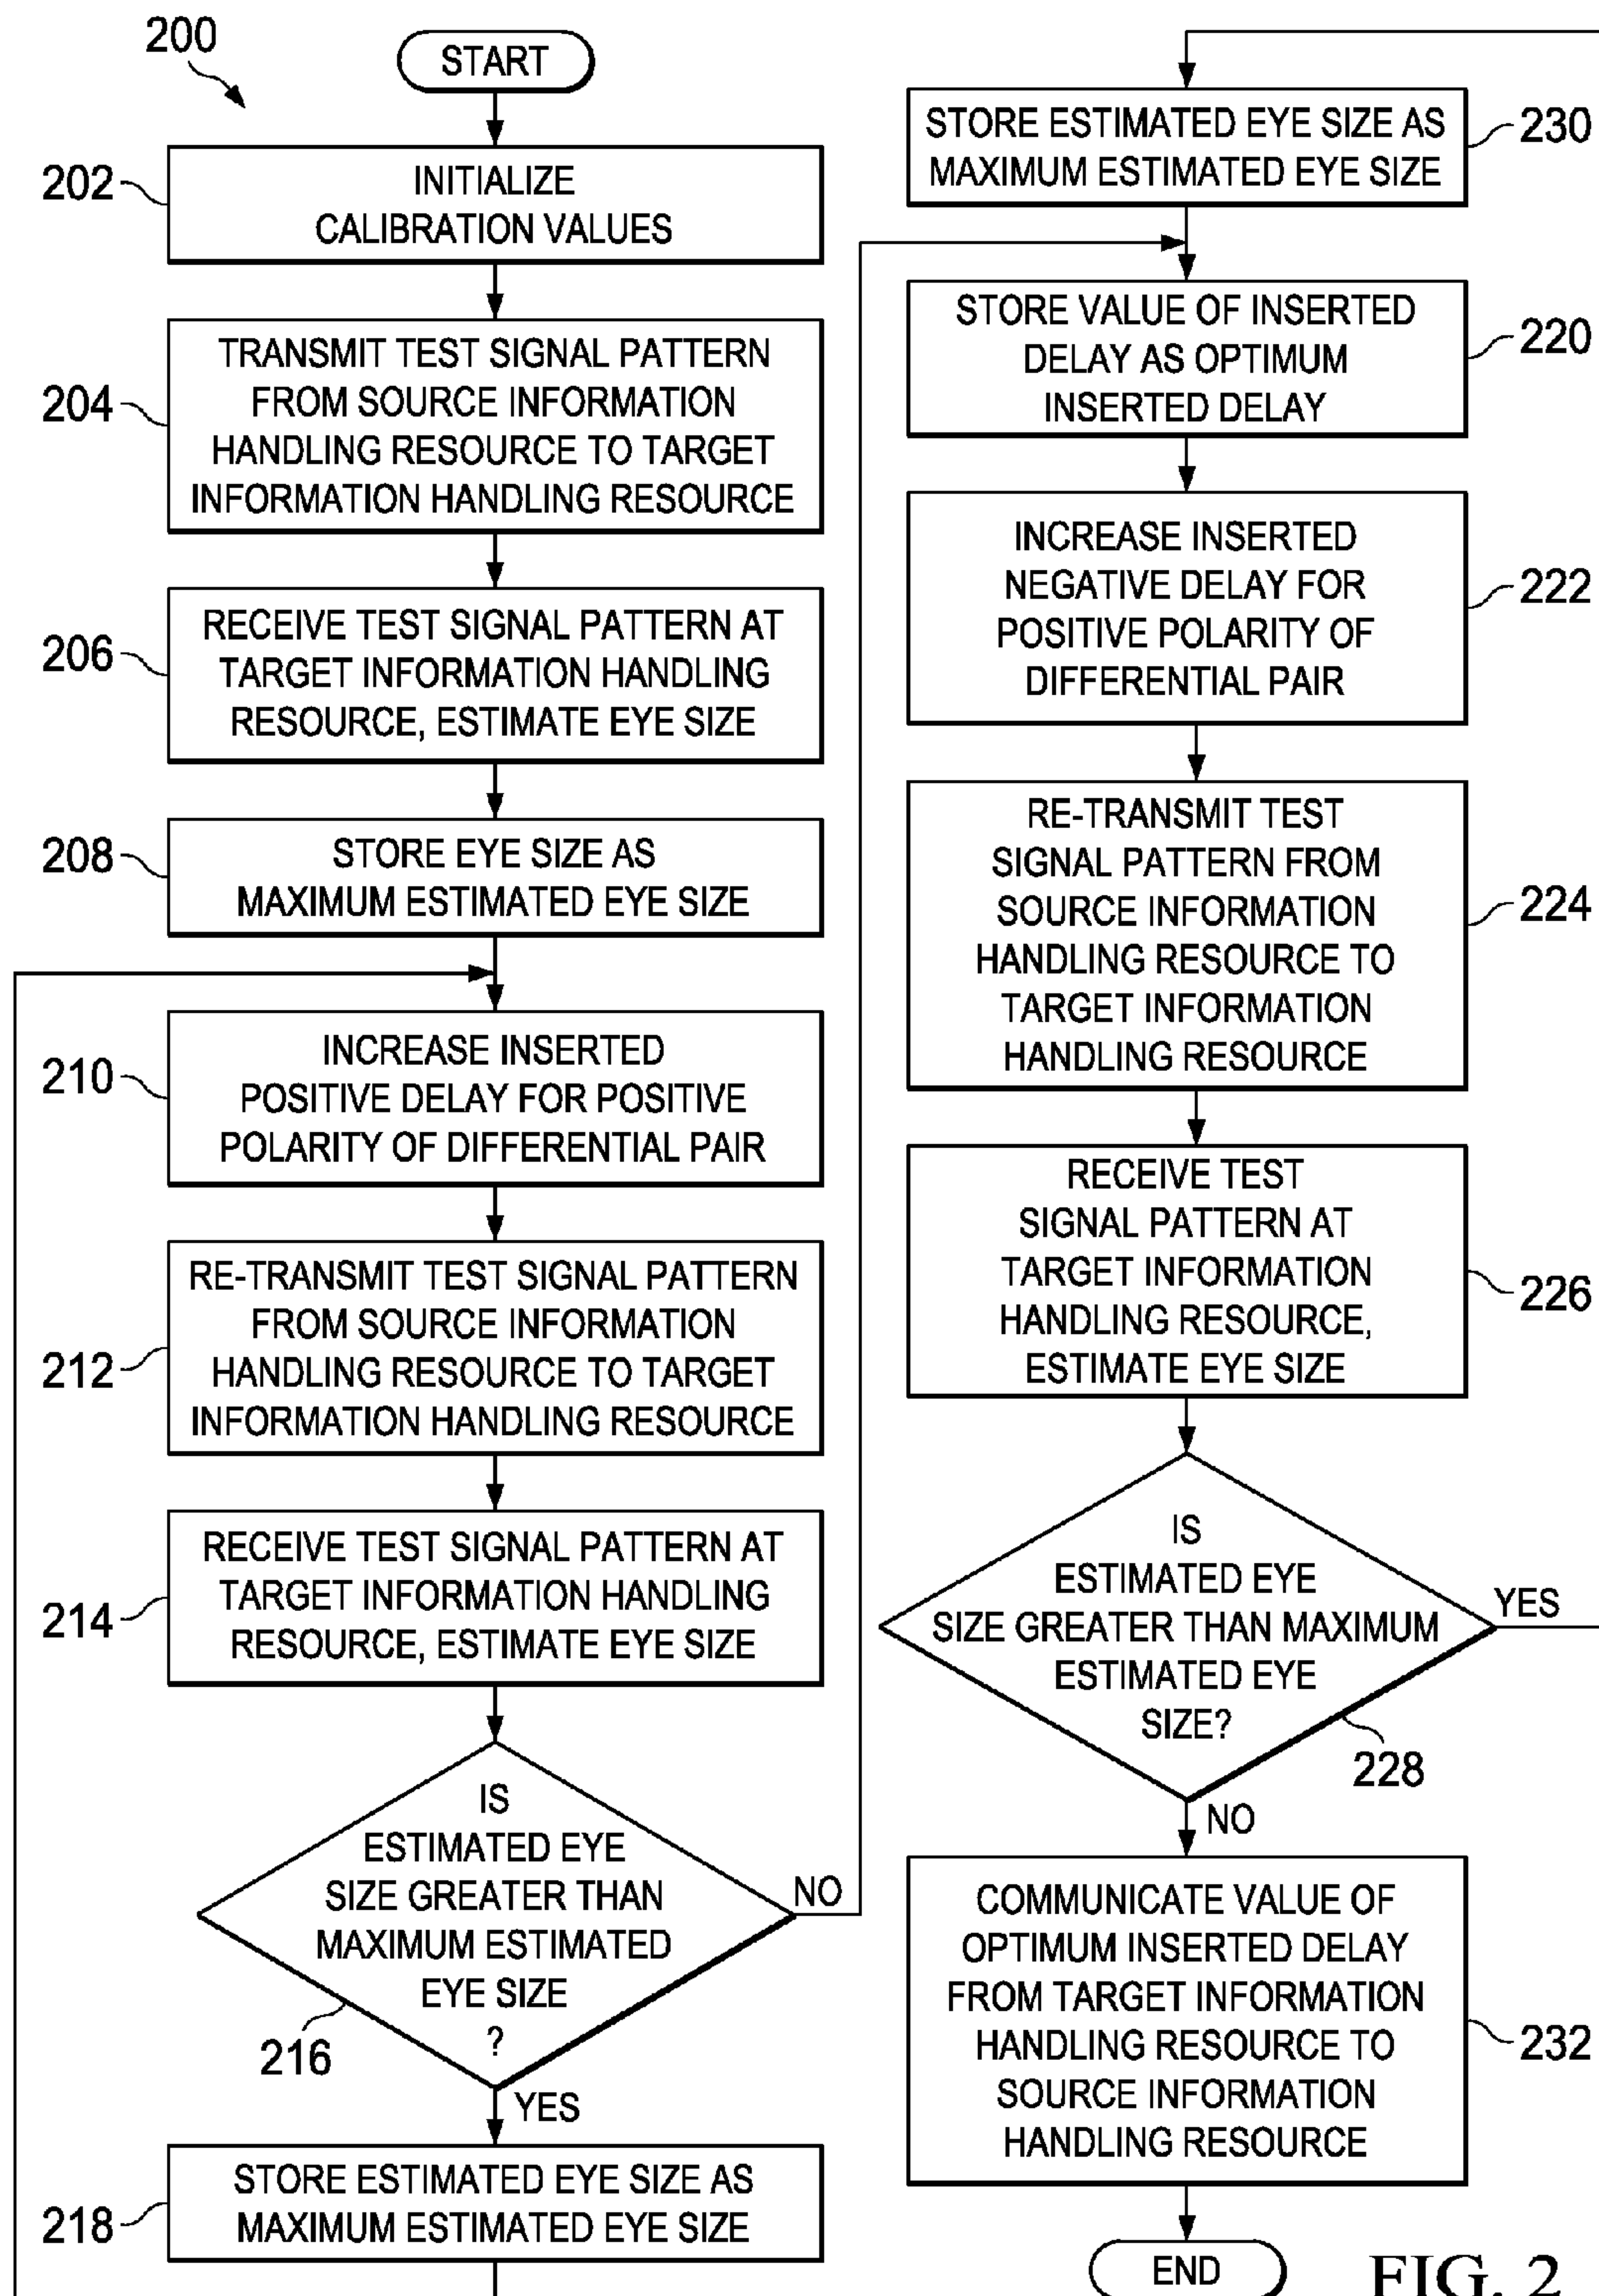 200
START
202
INITIALIZE
CALIBRATION VALUES
204
TRANSMIT TEST SIGNAL PATTERN
FROM SOURCE INFORMATION
HANDLING RESOURCE TO TARGET
INFORMATION HANDLING RESOURCE
206
RECEIVE TEST SIGNAL PATTERN AT
TARGET INFORMATION HANDLING
RESOURCE, ESTIMATE EYE SIZE
208
STORE EYE SIZE AS
MAXIMUM ESTIMATED EYE SIZE
210
INCREASE INSERTED
POSITIVE DELAY FOR POSITIVE
POLARITY OF DIFFERENTIAL PAIR
212
RE-TRANSMIT TEST SIGNAL PATTERN
FROM SOURCE INFORMATION
HANDLING RESOURCE TO TARGET
INFORMATION HANDLING RESOURCE
214
RECEIVE TEST SIGNAL PATTERN AT
TARGET INFORMATION HANDLING
RESOURCE, ESTIMATE EYE SIZE
IS
ESTIMATED EYE
SIZE GREATER THAN
MAXIMUM ESTIMATED
EYE SIZE
?
216
NO
YES
218
STORE ESTIMATED EYE SIZE AS
MAXIMUM ESTIMATED EYE SIZE
STORE ESTIMATED EYE SIZE AS
MAXIMUM ESTIMATED EYE SIZE
230
STORE VALUE OF INSERTED
DELAY AS OPTIMUM
INSERTED DELAY
220
INCREASE INSERTED
NEGATIVE DELAY FOR
POSITIVE POLARITY OF
DIFFERENTIAL PAIR
222
RE-TRANSMIT TEST
SIGNAL PATTERN FROM
SOURCE INFORMATION
HANDLING RESOURCE TO
TARGET INFORMATION
HANDLING RESOURCE
224
RECEIVE TEST
SIGNAL PATTERN AT
TARGET INFORMATION
HANDLING RESOURCE,
ESTIMATE EYE SIZE
226
IS
ESTIMATED EYE
SIZE GREATER THAN MAXIMUM
ESTIMATED EYE
SIZE?
YES
228
NO
COMMUNICATE VALUE OF
OPTIMUM INSERTED DELAY
FROM TARGET INFORMATION
HANDLING RESOURCE TO
SOURCE INFORMATION
HANDLING RESOURCE
232
END
FIG. 2